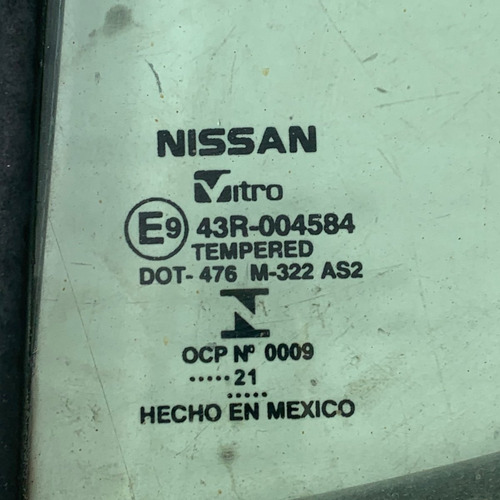 NISSAN
Vitro
E9 43R-004584
TEMPERED
DOT- 476 M-322 AS2
N
OCP Nº 0009
..... 21
.....
HECHO EN MEXICO